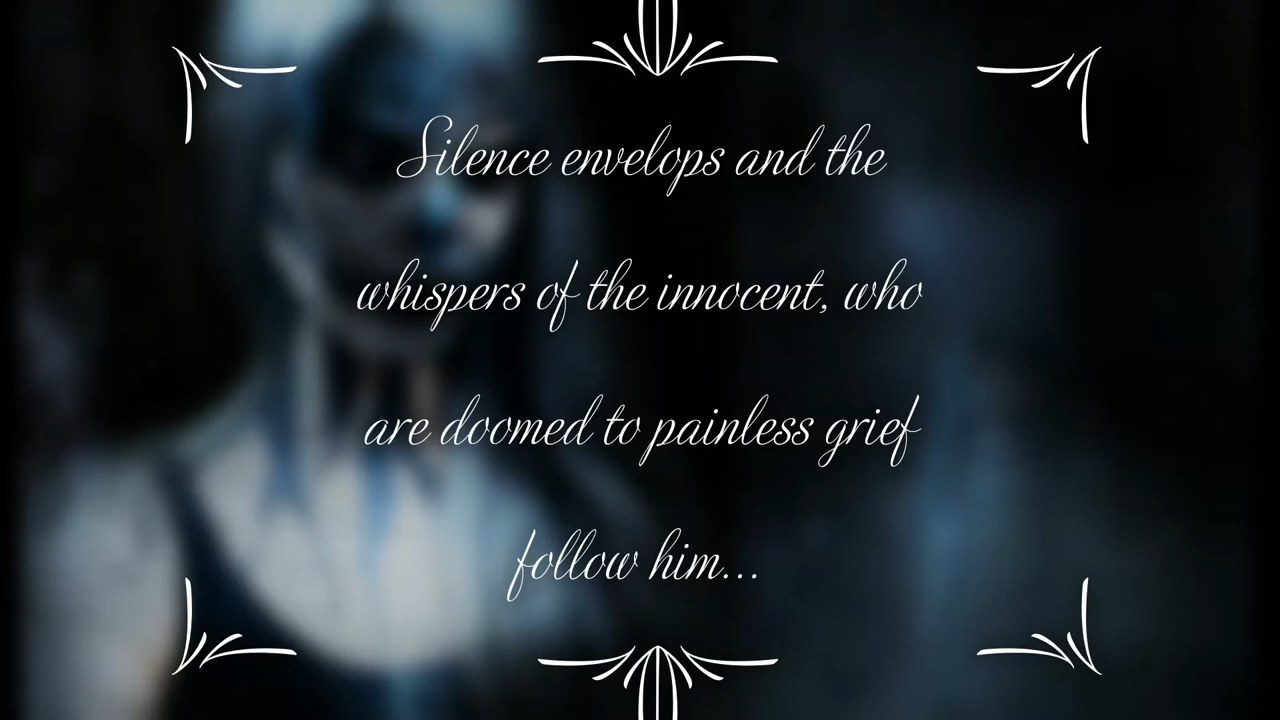 Silence envelops and the
whispers of the innocent, who
are doomed to painless grief
follow him...